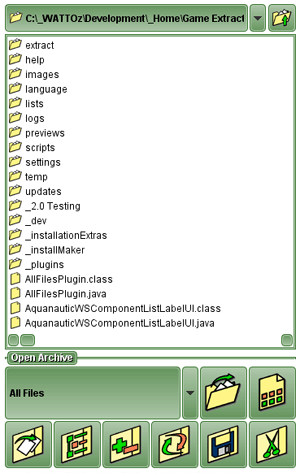 C:\_WATTOz\Development\_Home\Game Extract
extract
help
images
language
lists
logs
previews
scripts
settings
temp
updates
_2.0 Testing
_dev
_installationExtras
_installMaker
_plugins
AllFilesPlugin.class
AllFilesPlugin.java
AquanauticWSComponentListLabelUI.class
AquanauticWSComponentListLabelUI.java
Open Archive
All Files